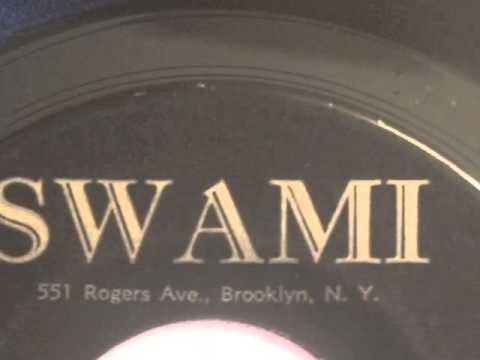 SWAMI
551 Rogers Ave., Brooklyn, N. Y.